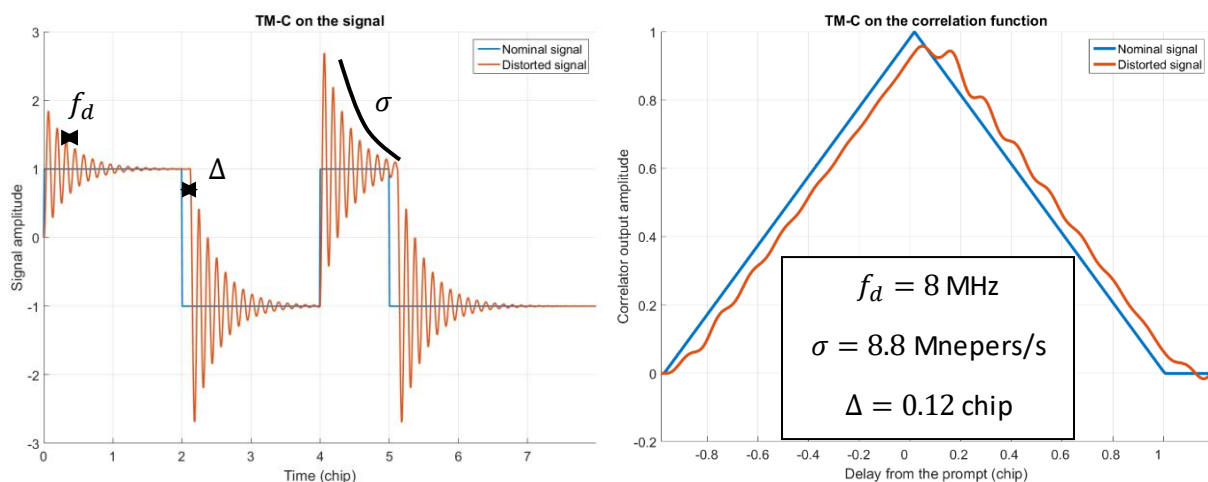 TM-C on the signal
3
2
1
0
-1
-2
-3
Signal amplitude
0 1 2 3 4 5 6 7
Time (chip)
Nominal signal
Distorted signal
f_d
Δ
σ
TM-C on the correlation function
1
0.8
0.6
0.4
0.2
0
-0.2
Correlator output amplitude
-0.8 -0.6 -0.4 -0.2 0 0.2 0.4 0.6 0.8 1
Delay from the prompt (chip)
Nominal signal
Distorted signal
f_d = 8 MHz
σ = 8.8 Mnepers/s
Δ = 0.12 chip